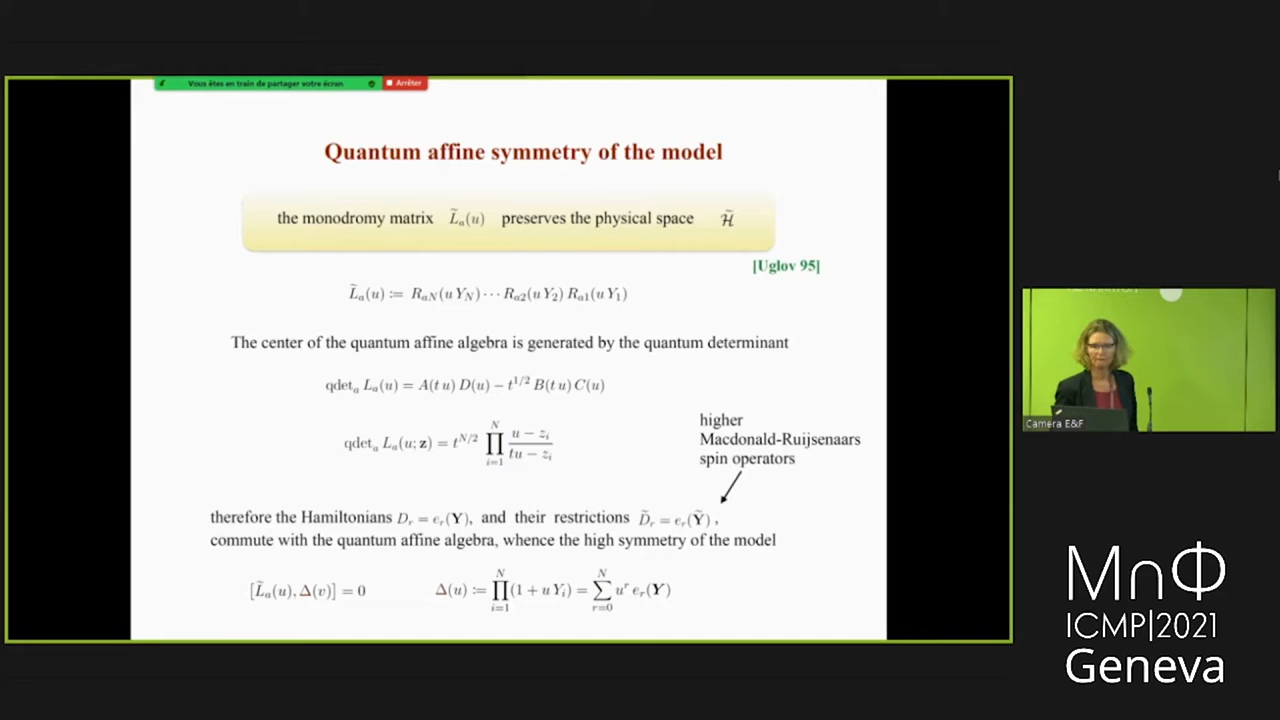 Vous êtes en train de partager votre écran
Arrêter
Quantum affine symmetry of the model
the monodromy matrix L̃ₐ(u) preserves the physical space H̃
[Uglov 95]
L̃ₐ(u) := R_{aN}(u Y_N) ··· R_{a2}(u Y₂) R_{a1}(u Y₁)
The center of the quantum affine algebra is generated by the quantum determinant
qdetₐ Lₐ(u) = A(t u) D(u) − t^{1/2} B(t u) C(u)
qdetₐ Lₐ(u; z) = t^{N/2} ∏_{i=1}^{N} (u − z_i)/(tu − z_i)
higher
Macdonald-Ruijsenaars
spin operators
therefore the Hamiltonians D_r = e_r(Y), and their restrictions D̃_r = e_r(Ỹ) ,
commute with the quantum affine algebra, whence the high symmetry of the model
[L̃ₐ(u), Δ(v)] = 0 Δ(u) := ∏_{i=1}^{N} (1 + u Y_i) = ∑_{r=0}^{N} u^r e_r(Y)
Camera E&F
MⴖΦ
ICMP|2021
Geneva